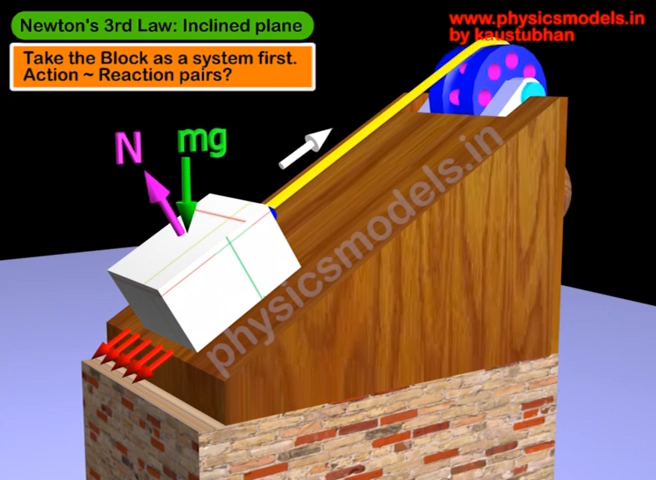 Newton's 3rd Law: Inclined plane
www.physicsmodels.in
by kaustubhan
Take the Block as a system first.
Action ~ Reaction pairs?
N
mg
physicsmodels.in